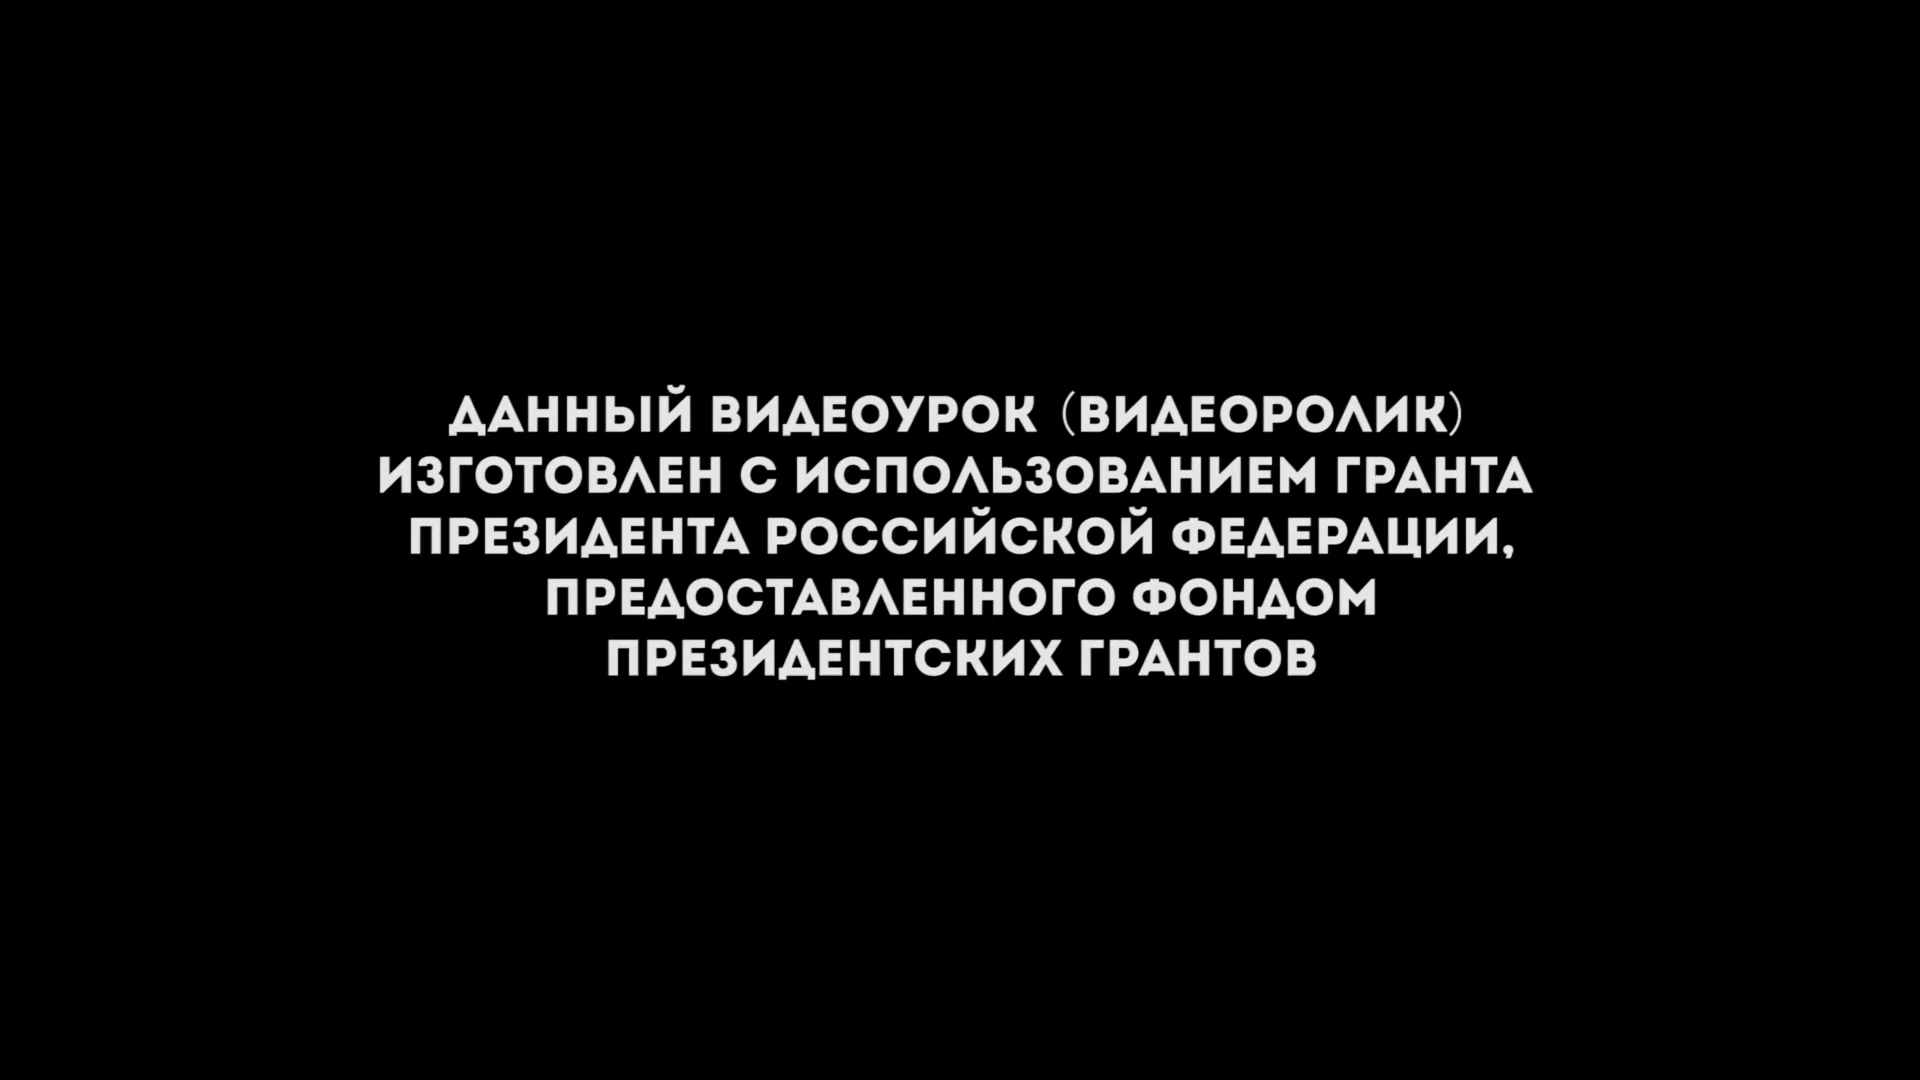 ДАННЫЙ ВИДЕОУРОК (ВИДЕОРОЛИК)
ИЗГОТОВЛЕН С ИСПОЛЬЗОВАНИЕМ ГРАНТА
ПРЕЗИДЕНТА РОССИЙСКОЙ ФЕДЕРАЦИИ,
ПРЕДОСТАВЛЕННОГО ФОНДОМ
ПРЕЗИДЕНТСКИХ ГРАНТОВ